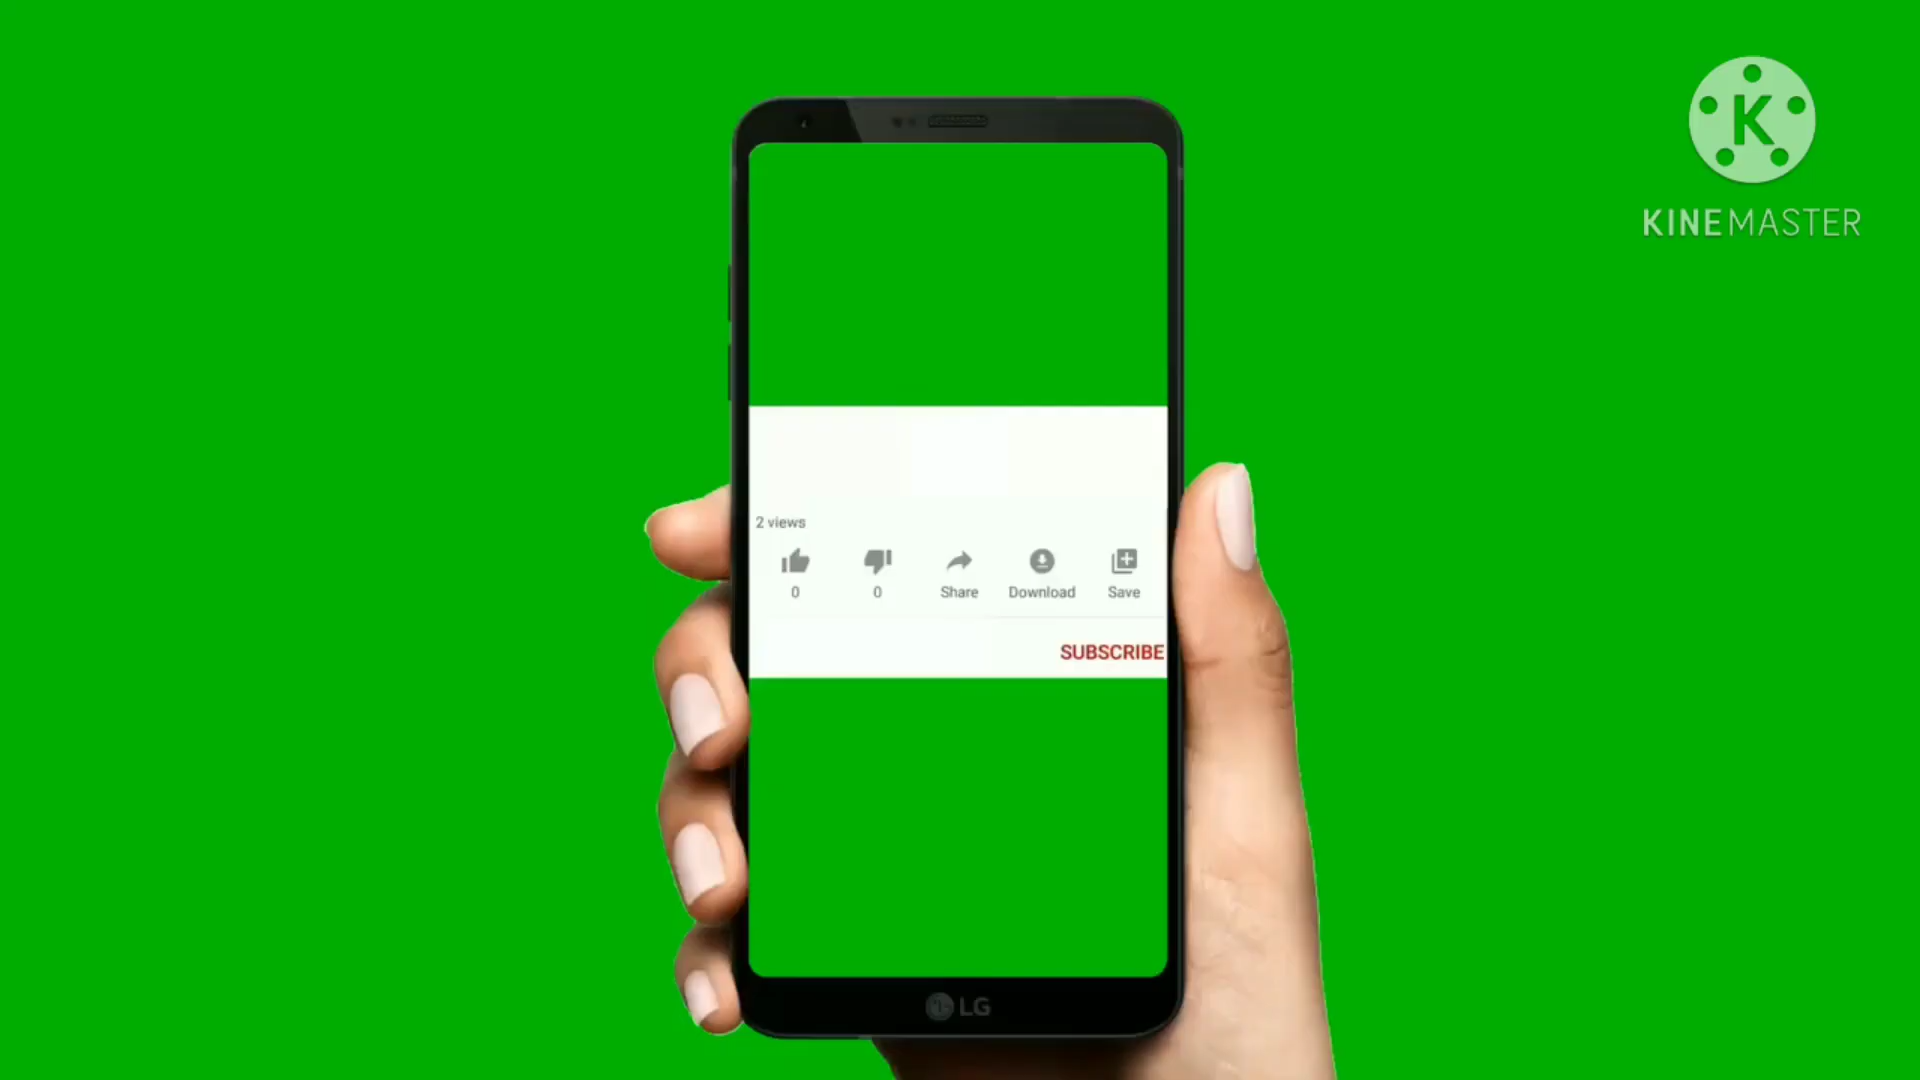 K
KINEMASTER
2 views
0 0 Share Download Save
SUBSCRIBE
LG